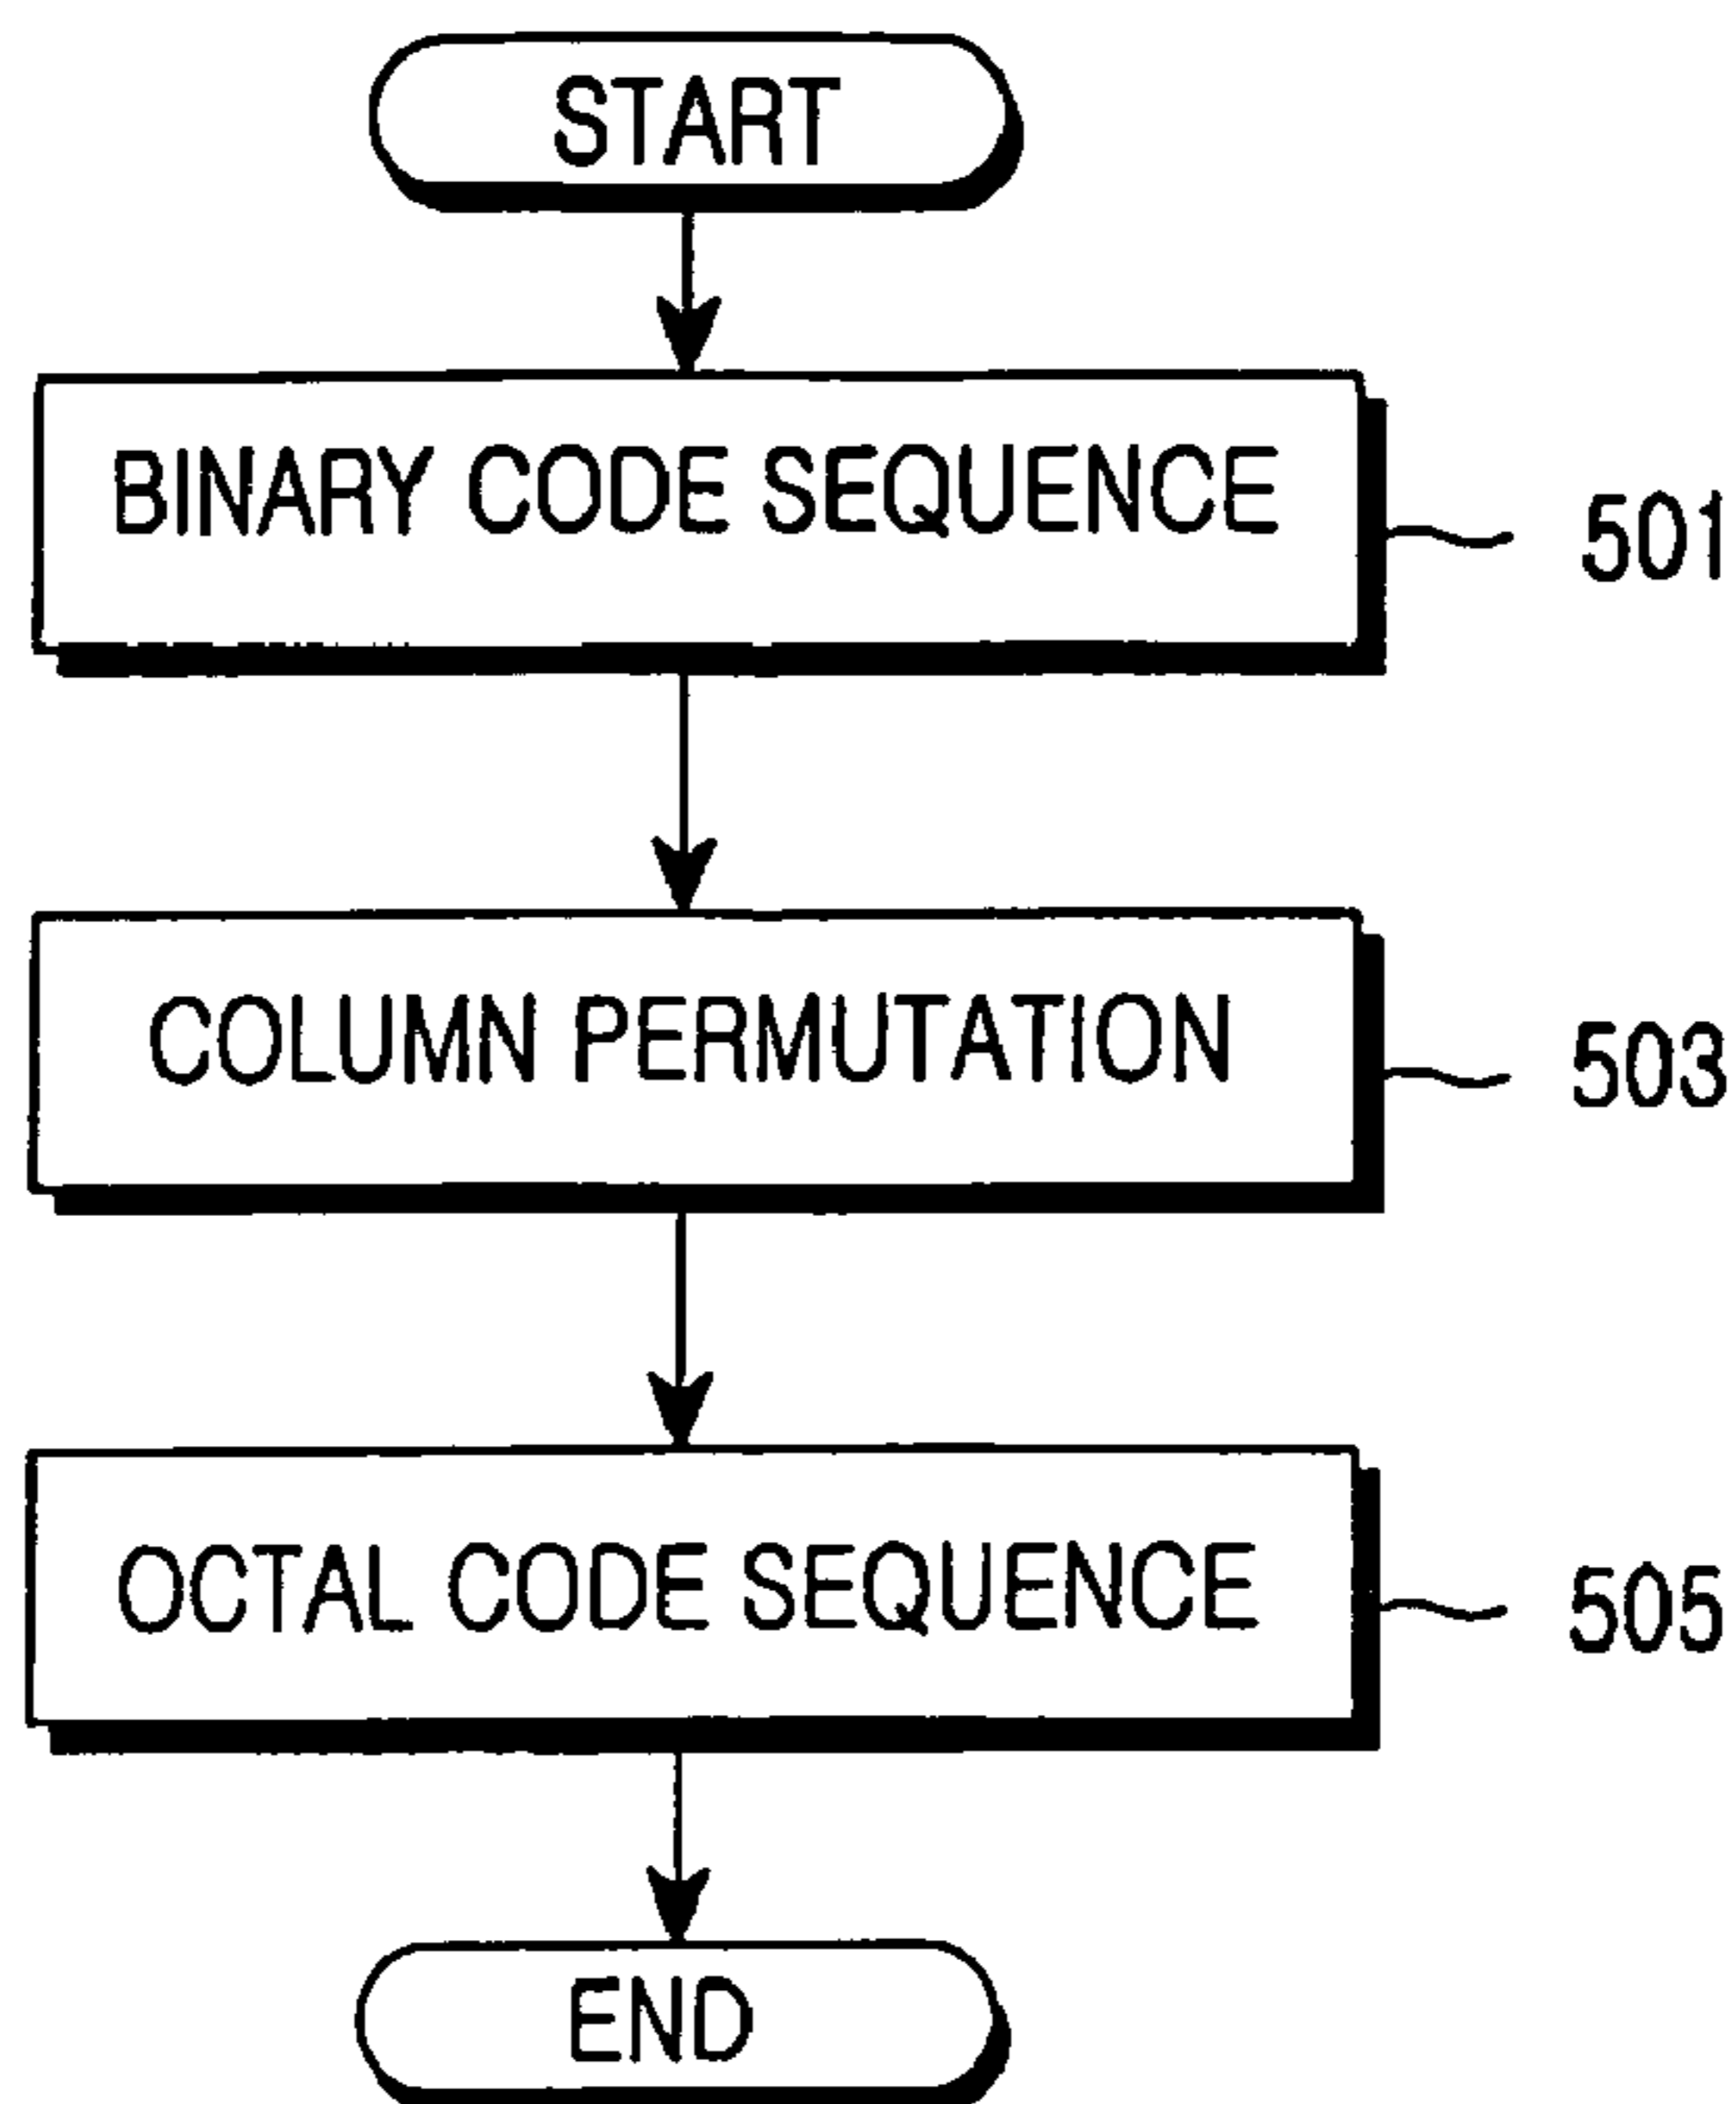 START
BINARY CODE SEQUENCE
501
COLUMN PERMUTATION
503
OCTAL CODE SEQUENCE
505
END